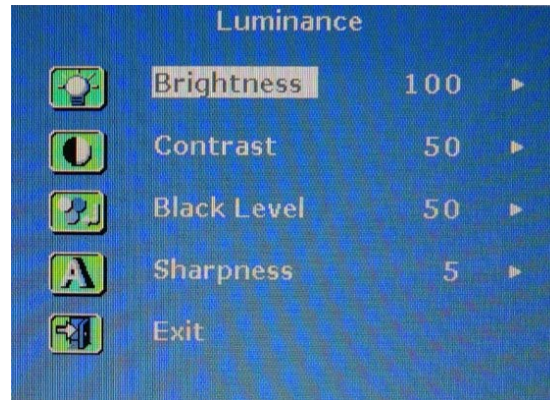 Luminance
Brightness 100
Contrast 50
Black Level 50
Sharpness 5
Exit